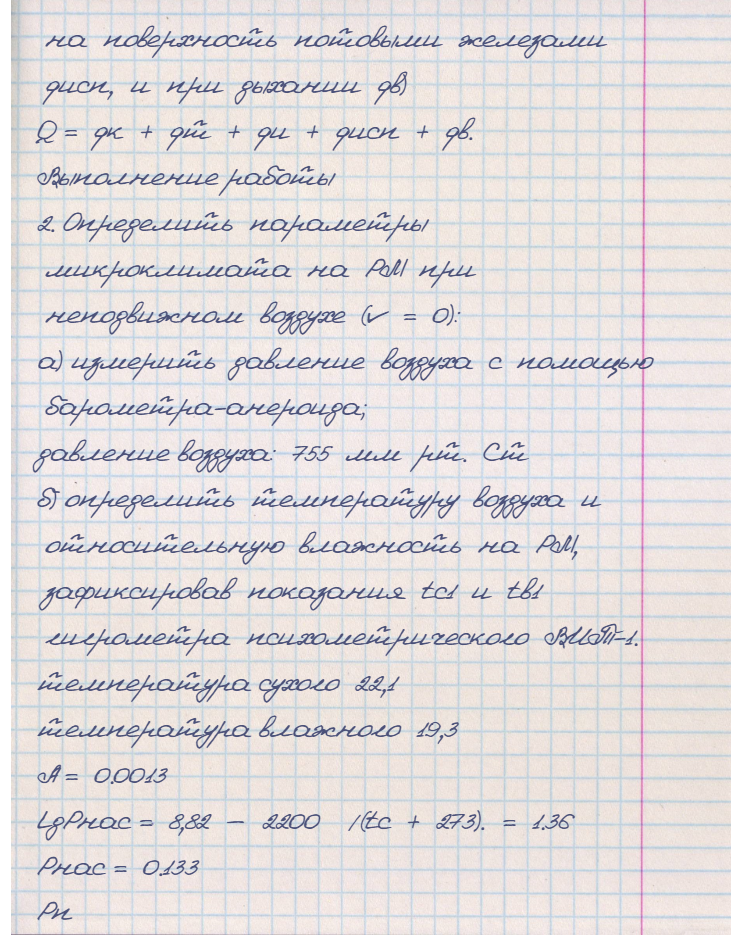 на поверхность потовыми железами
qисп, и при дыхании qв)
Q = qк + qт + qи + qисп + qв.
Выполнение работы
2. Определить параметры
микроклимата на РМ при
неподвижном воздухе (v = 0):
а) измерить давление воздуха с помощью
барометра-анероида;
давление воздуха: 755 мм рт. Ст
б) определить температуру воздуха и
относительную влажность на РМ,
зафиксировав показания tс1 и tв1
гигрометра психометрического ВИТ-1.
температура сухого 22,1
температура влажного 19,3
А = 0.0013
LgPнас = 8,82 – 2200 /(tс + 273). = 1.36
Рнас = 0.133
Рп